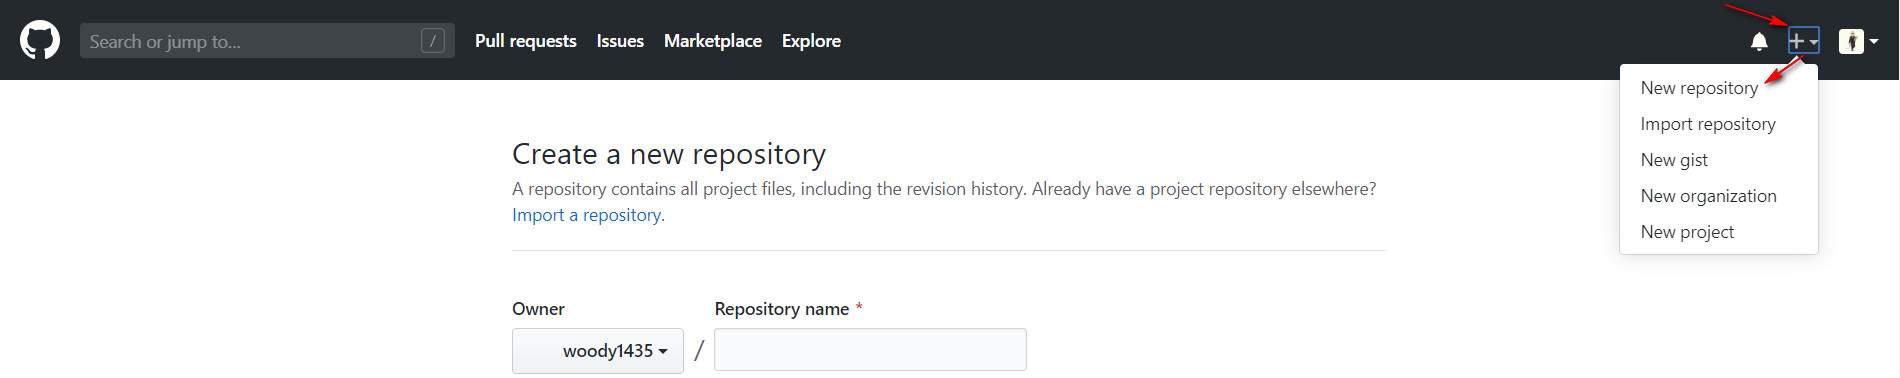 Search or jump to... / Pull requests Issues Marketplace Explore
New repository
Import repository
New gist
New organization
New project
Create a new repository
A repository contains all project files, including the revision history. Already have a project repository elsewhere?
Import a repository.
Owner Repository name *
woody1435 /